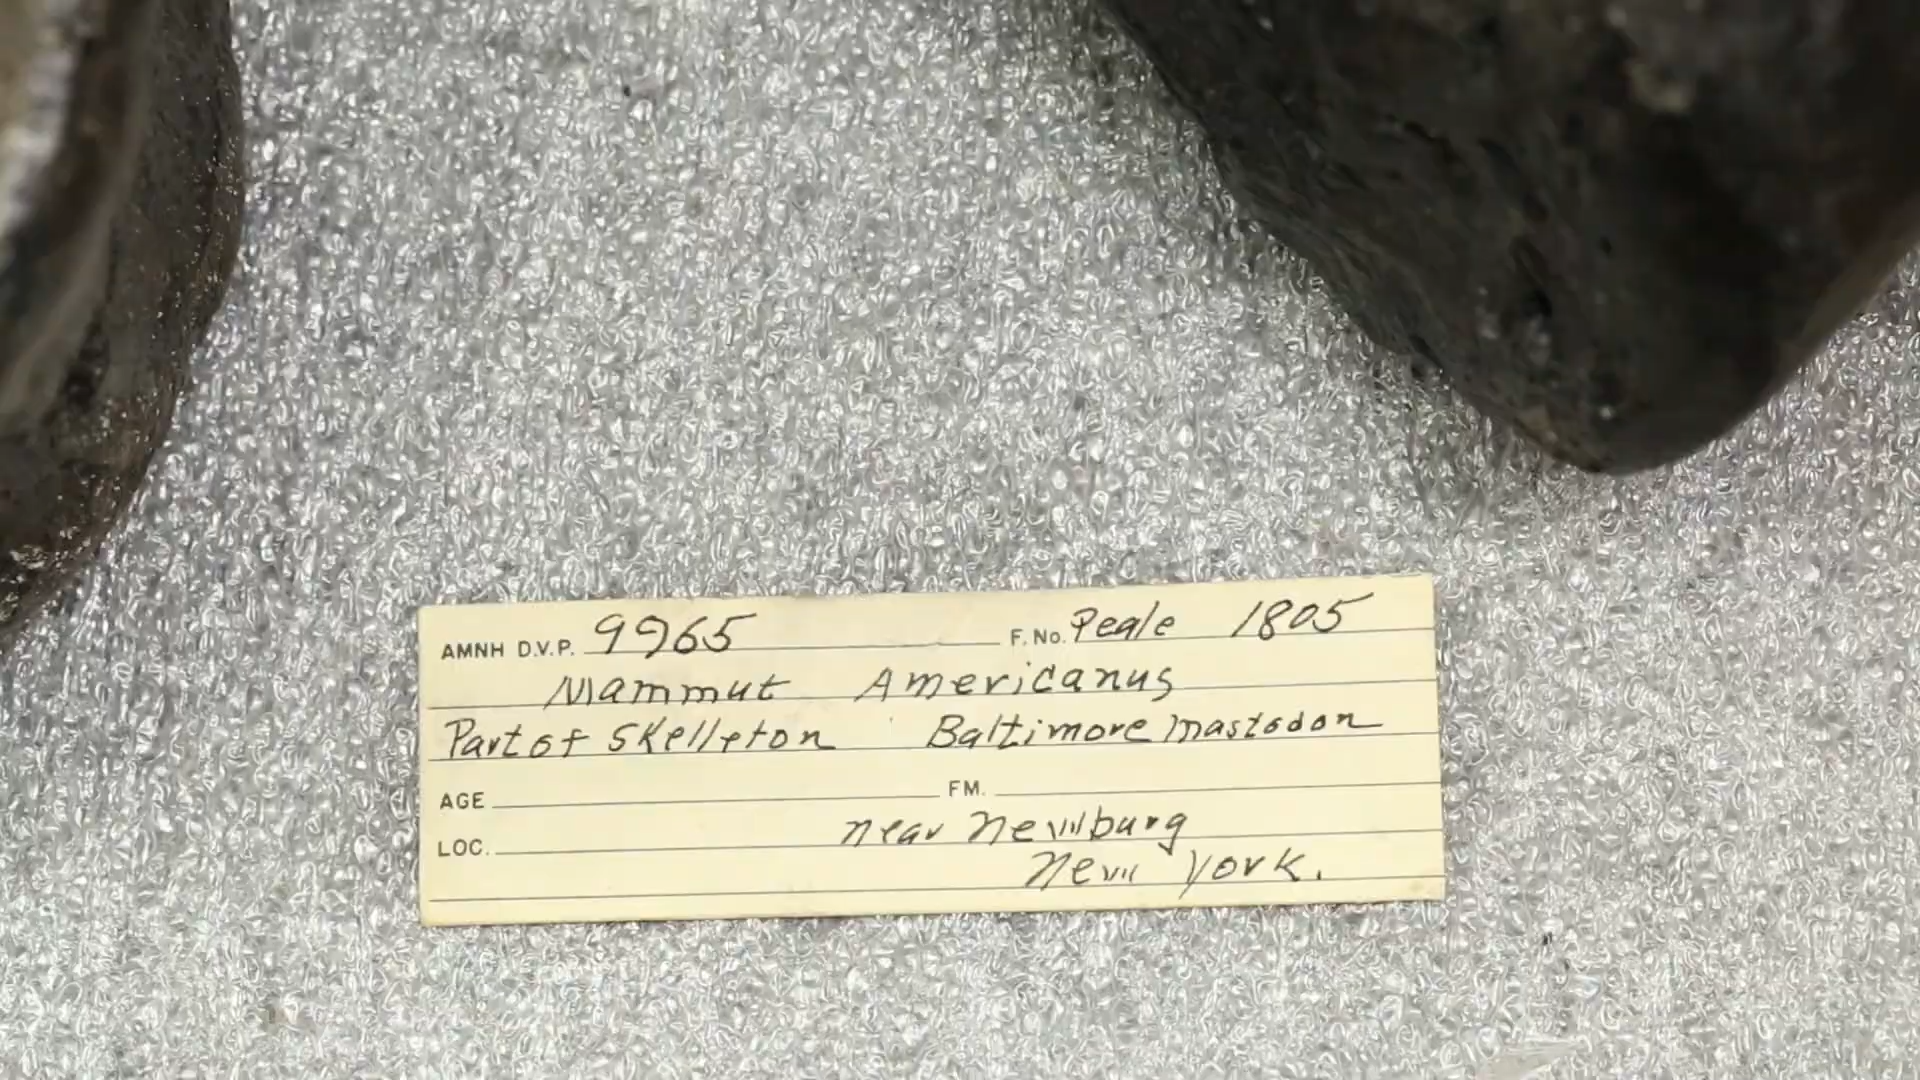 AMNH D.V.P. 9965 F. No. Peale 1805
Mammut Americanus
Part of Skelleton Baltimore mastodon
AGE FM.
LOC. near Newburg
New York.